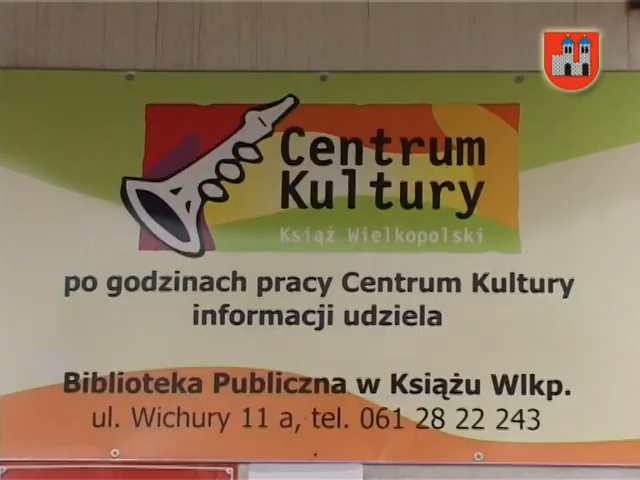 Centrum
Kultury
Książ Wielkopolski
po godzinach pracy Centrum Kultury
informacji udziela
Biblioteka Publiczna w Książu Wlkp.
ul. Wichury 11 a, tel. 061 28 22 243